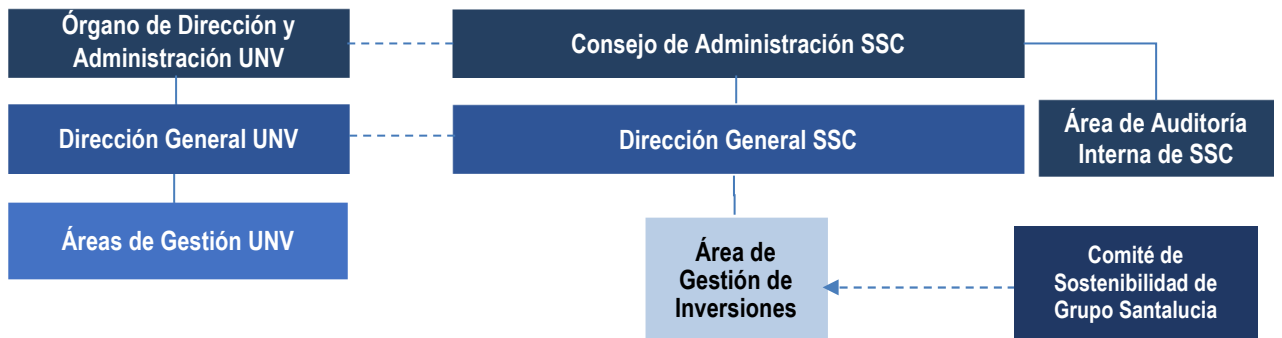 Órgano de Dirección y
Administración UNV
Consejo de Administración SSC
Dirección General UNV
Dirección General SSC
Área de Auditoría
Interna de SSC
Áreas de Gestión UNV
Área de
Gestión de
Inversiones
Comité de
Sostenibilidad de
Grupo Santalucia